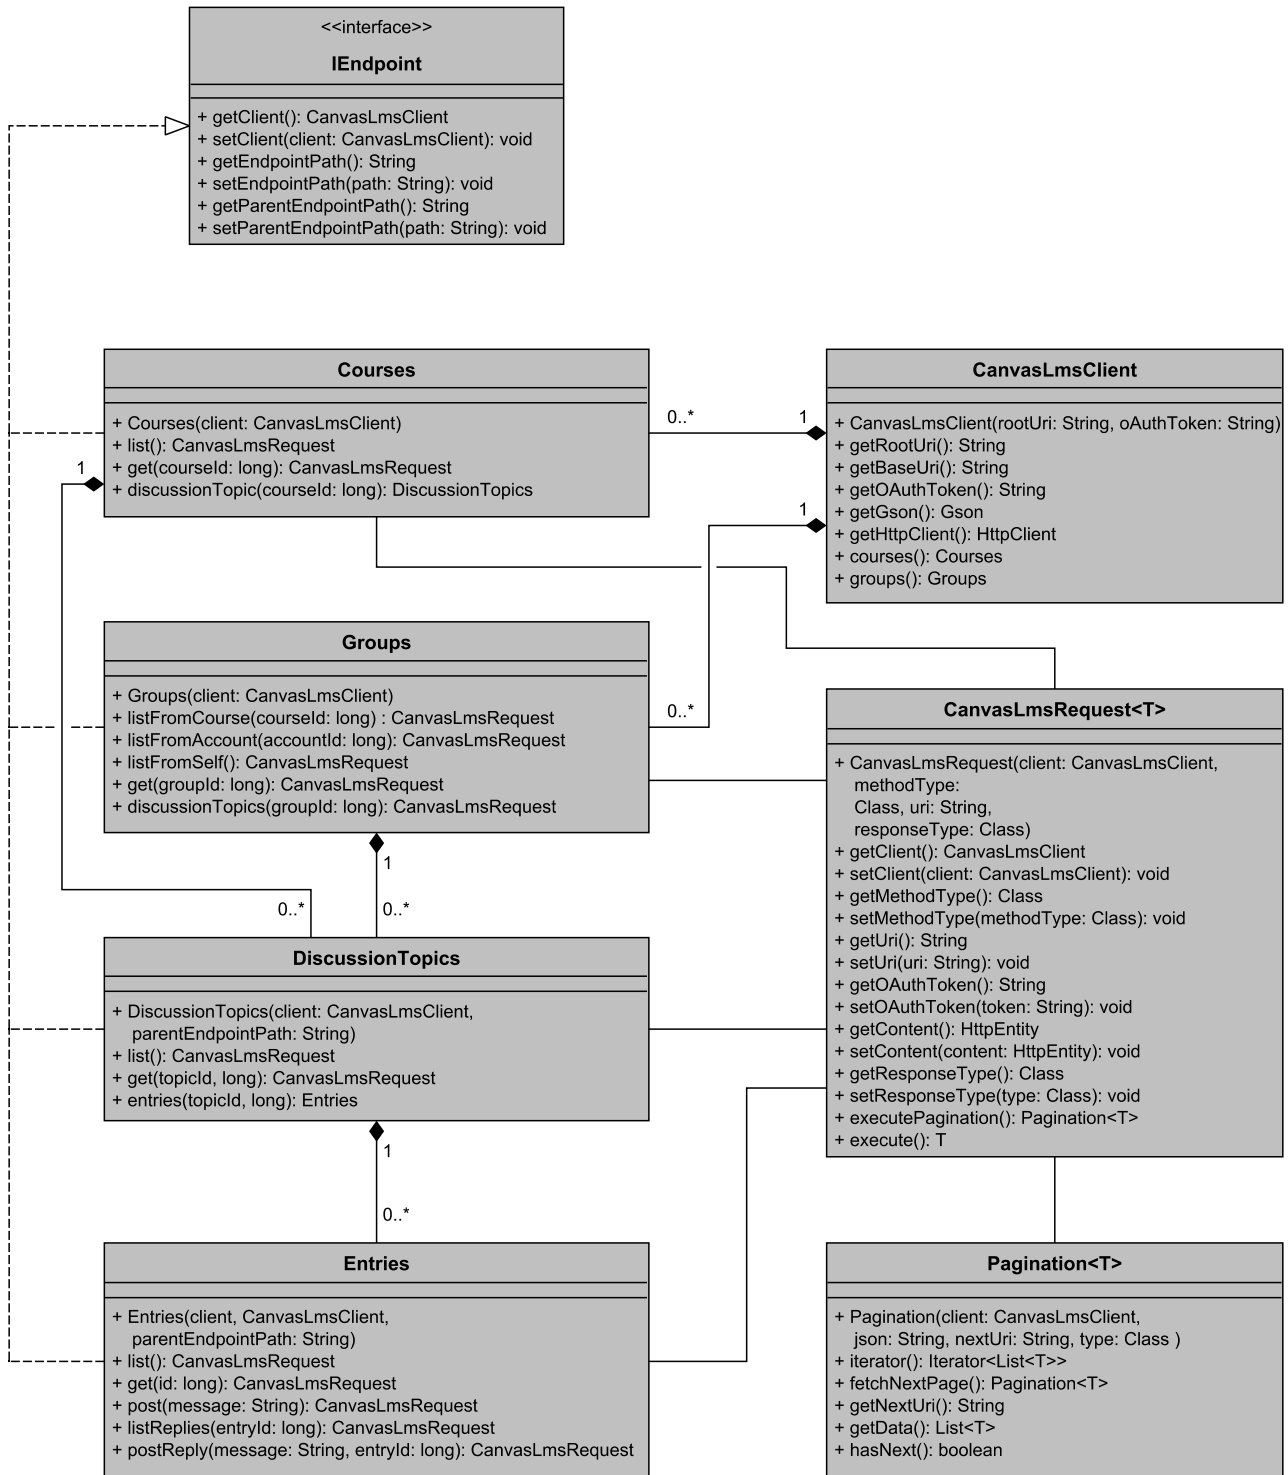 <<interface>>
IEndpoint
+ getClient(): CanvasLmsClient
+ setClient(client: CanvasLmsClient): void
+ getEndpointPath(): String
+ setEndpointPath(path: String): void
+ getParentEndpointPath(): String
+ setParentEndpointPath(path: String): void
Courses
+ Courses(client: CanvasLmsClient)
+ list(): CanvasLmsRequest
+ get(courseId: long): CanvasLmsRequest
+ discussionTopic(courseId: long): DiscussionTopics
0..*
1
1
CanvasLmsClient
+ CanvasLmsClient(rootUri: String, oAuthToken: String)
+ getRootUri(): String
+ getBaseUri(): String
+ getOAuthToken(): String
+ getGson(): Gson
+ getHttpClient(): HttpClient
+ courses(): Courses
+ groups(): Groups
1
Groups
+ Groups(client: CanvasLmsClient)
+ listFromCourse(courseId: long) : CanvasLmsRequest
+ listFromAccount(accountId: long): CanvasLmsRequest
+ listFromSelf(): CanvasLmsRequest
+ get(groupId: long): CanvasLmsRequest
+ discussionTopics(groupId: long): CanvasLmsRequest
0..*
1
0..*
0..*
CanvasLmsRequest<T>
+ CanvasLmsRequest(client: CanvasLmsClient,
methodType:
Class, uri: String,
responseType: Class)
+ getClient(): CanvasLmsClient
+ setClient(client: CanvasLmsClient): void
+ getMethodType(): Class
+ setMethodType(methodType: Class): void
+ getUri(): String
+ setUri(uri: String): void
+ getOAuthToken(): String
+ setOAuthToken(token: String): void
+ getContent(): HttpEntity
+ setContent(content: HttpEntity): void
+ getResponseType(): Class
+ setResponseType(type: Class): void
+ executePagination(): Pagination<T>
+ execute(): T
DiscussionTopics
+ DiscussionTopics(client: CanvasLmsClient,
parentEndpointPath: String)
+ list(): CanvasLmsRequest
+ get(topicId, long): CanvasLmsRequest
+ entries(topicId, long): Entries
1
0..*
Entries
+ Entries(client, CanvasLmsClient,
parentEndpointPath: String)
+ list(): CanvasLmsRequest
+ get(id: long): CanvasLmsRequest
+ post(message: String): CanvasLmsRequest
+ listReplies(entryId: long): CanvasLmsRequest
+ postReply(message: String, entryId: long): CanvasLmsRequest
Pagination<T>
+ Pagination(client: CanvasLmsClient,
json: String, nextUri: String, type: Class )
+ iterator(): Iterator<List<T>>
+ fetchNextPage(): Pagination<T>
+ getNextUri(): String
+ getData(): List<T>
+ hasNext(): boolean